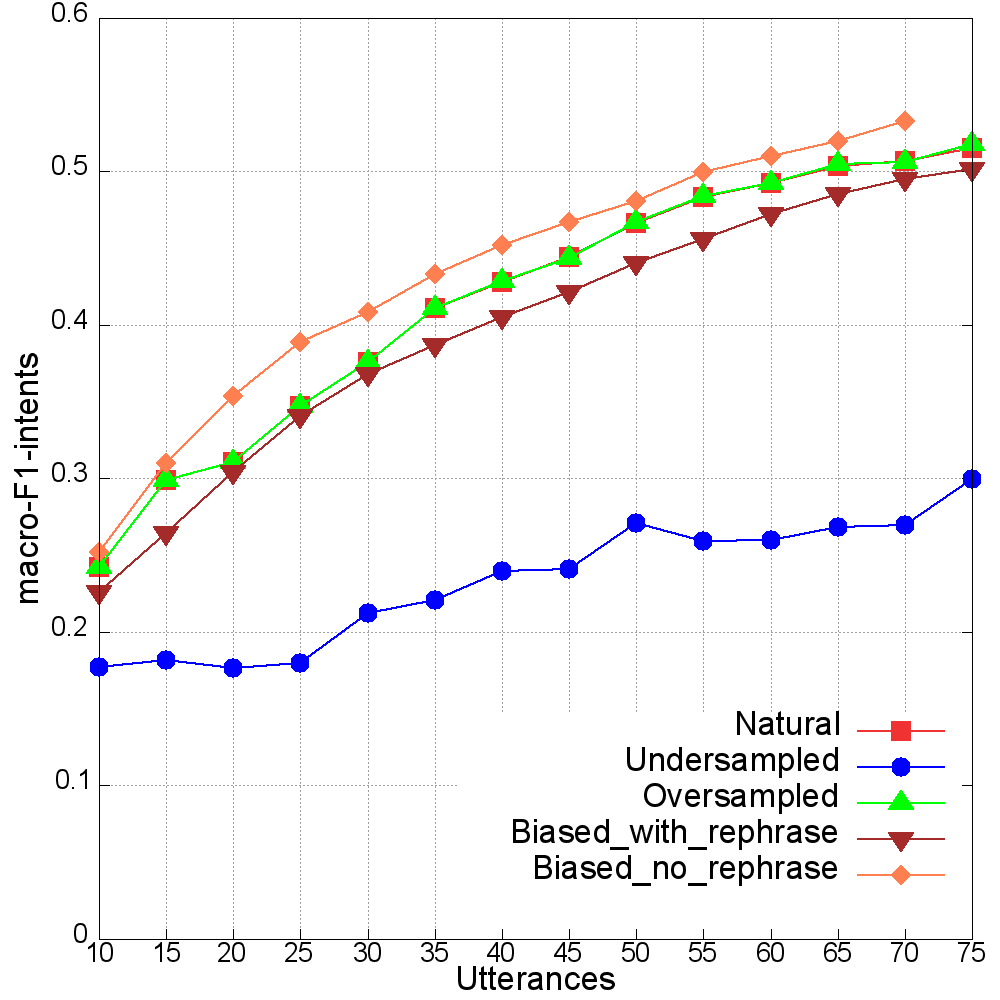 0.6
0.5
0.4
0.3
0.2
0.1
0
macro-F1-intents
Natural
Undersampled
Oversampled
Biased_with_rephrase
Biased_no_rephrase
10 15 20 25 30 35 40 45 50 55 60 65 70 75
Utterances